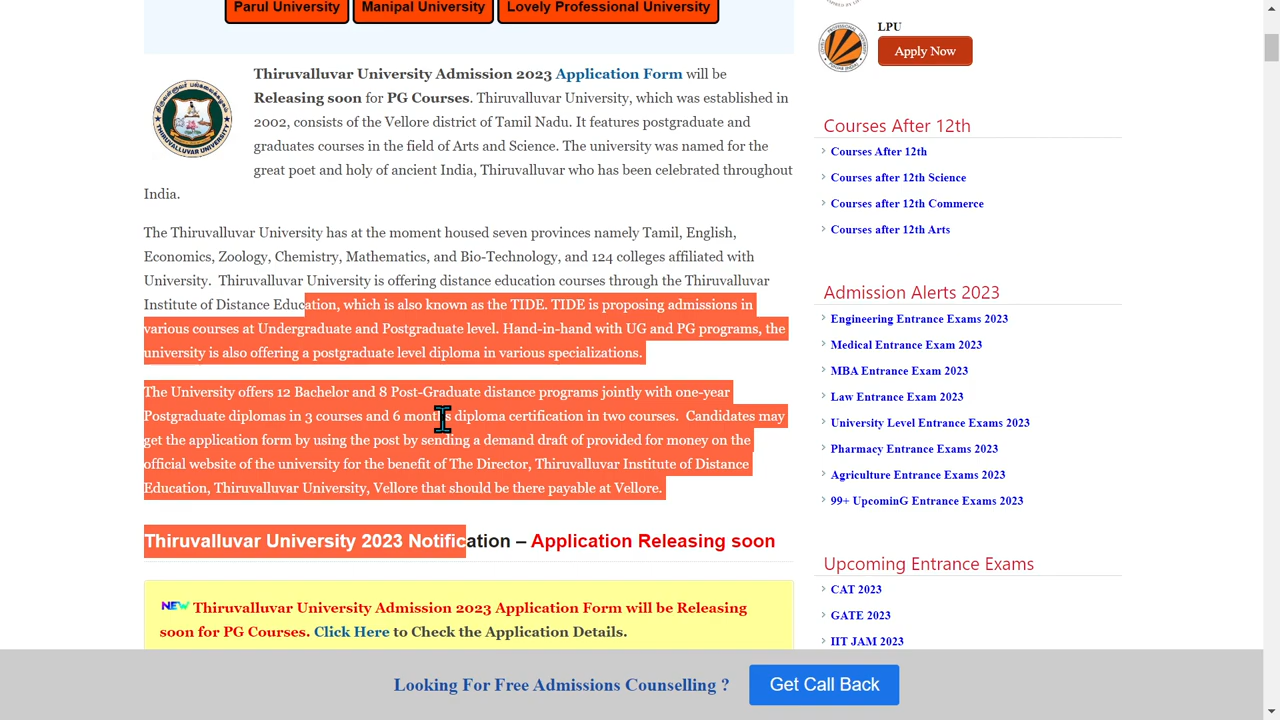 Parul University
Manipal University
Lovely Professional University
LPU
Apply Now
Thiruvalluvar University Admission 2023 Application Form will be
Releasing soon for PG Courses. Thiruvalluvar University, which was established in
2002, consists of the Vellore district of Tamil Nadu. It features postgraduate and
graduates courses in the field of Arts and Science. The university was named for the
great poet and holy of ancient India, Thiruvalluvar who has been celebrated throughout
India.
The Thiruvalluvar University has at the moment housed seven provinces namely Tamil, English,
Economics, Zoology, Chemistry, Mathematics, and Bio-Technology, and 124 colleges affiliated with
University.  Thiruvalluvar University is offering distance education courses through the Thiruvalluvar
Institute of Distance Education, which is also known as the TIDE. TIDE is proposing admissions in
various courses at Undergraduate and Postgraduate level. Hand-in-hand with UG and PG programs, the
university is also offering a postgraduate level diploma in various specializations.
The University offers 12 Bachelor and 8 Post-Graduate distance programs jointly with one-year
Postgraduate diplomas in 3 courses and 6 months diploma certification in two courses.  Candidates may
get the application form by using the post by sending a demand draft of provided for money on the
official website of the university for the benefit of The Director, Thiruvalluvar Institute of Distance
Education, Thiruvalluvar University, Vellore that should be there payable at Vellore.
Thiruvalluvar University 2023 Notification – Application Releasing soon
NEW Thiruvalluvar University Admission 2023 Application Form will be Releasing
soon for PG Courses. Click Here to Check the Application Details.
Courses After 12th
Courses After 12th
Courses after 12th Science
Courses after 12th Commerce
Courses after 12th Arts
Admission Alerts 2023
Engineering Entrance Exams 2023
Medical Entrance Exam 2023
MBA Entrance Exam 2023
Law Entrance Exam 2023
University Level Entrance Exams 2023
Pharmacy Entrance Exams 2023
Agriculture Entrance Exams 2023
99+ UpcominG Entrance Exams 2023
Upcoming Entrance Exams
CAT 2023
GATE 2023
IIT JAM 2023
Looking For Free Admissions Counselling ?
Get Call Back